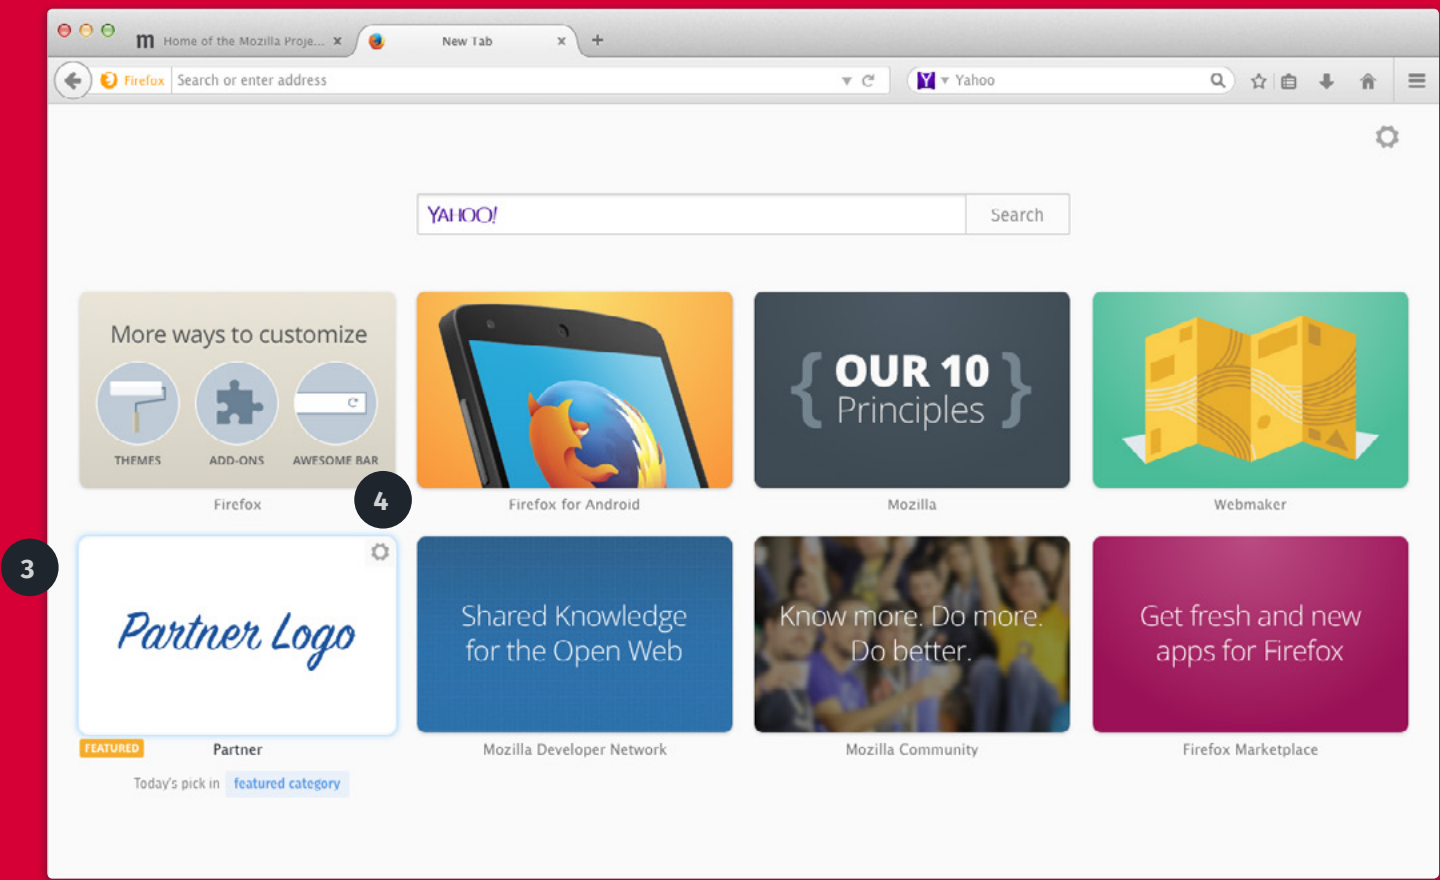 m Home of the Mozilla Proje... x
New Tab x +
Firefox Search or enter address
Y Yahoo
YAHOO! Search
More ways to customize
THEMES ADD-ONS AWESOME BAR
Firefox
OUR 10
Principles
Firefox for Android
Mozilla
Webmaker
4
3
Partner Logo
Shared Knowledge
for the Open Web
Know more. Do more.
Do better.
Get fresh and new
apps for Firefox
FEATURED Partner
Mozilla Developer Network
Mozilla Community
Firefox Marketplace
Today's pick in featured category